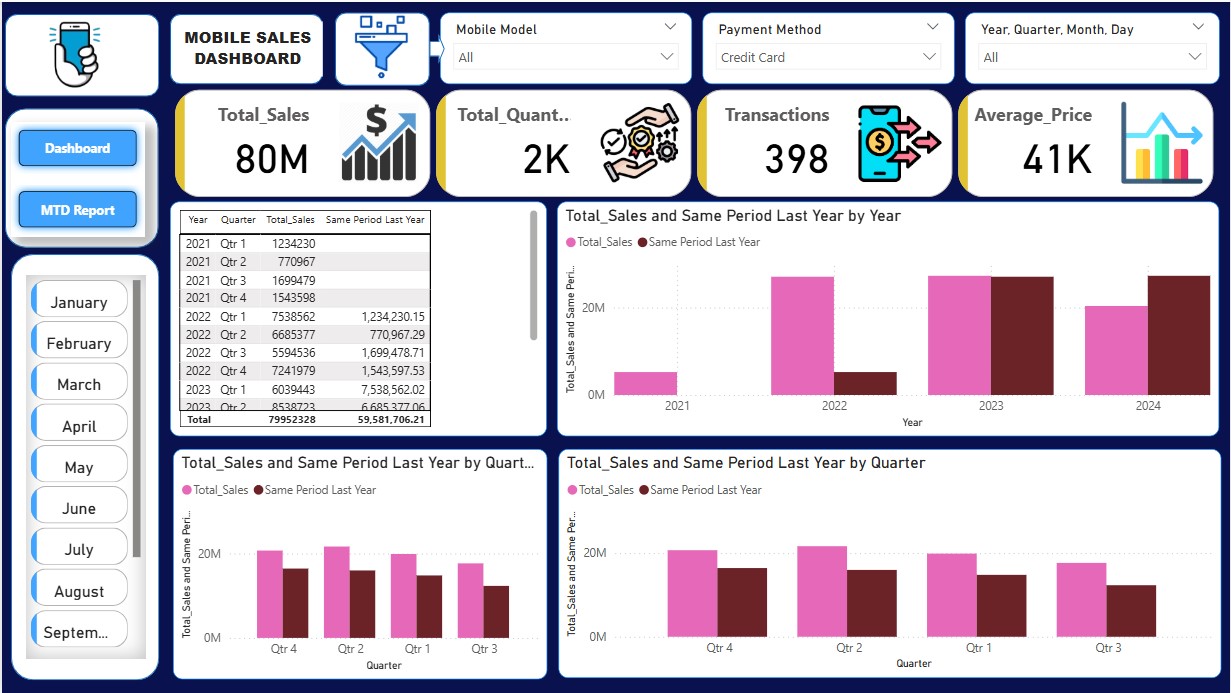 MOBILE SALES
DASHBOARD
Mobile Model
All
Payment Method
Credit Card
Year, Quarter, Month, Day
All
Dashboard
MTD Report
Total_Sales
80M
Total_Quant..
2K
Transactions
398
Average_Price
41K
January
February
March
April
May
June
July
August
Septem...
Year Quarter Total_Sales Same Period Last Year
2021 Qtr 1 1234230
2021 Qtr 2 770967
2021 Qtr 3 1699479
2021 Qtr 4 1543598
2022 Qtr 1 7538562 1,234,230.15
2022 Qtr 2 6685377 770,967.29
2022 Qtr 3 5594536 1,699,478.71
2022 Qtr 4 7241979 1,543,597.53
2023 Qtr 1 6039443 7,538,562.02
2023 Qtr 2 8538723 6,685,377.06
Total 79952328 59,581,706.21
Total_Sales and Same Period Last Year by Year
Total_Sales Same Period Last Year
Total_Sales and Same Peri...
20M
0M
2021 2022 2023 2024
Year
Total_Sales and Same Period Last Year by Quart...
Total_Sales Same Period Last Year
Total_Sales and Same Peri...
20M
0M
Qtr 4 Qtr 2 Qtr 1 Qtr 3
Quarter
Total_Sales and Same Period Last Year by Quarter
Total_Sales Same Period Last Year
Total_Sales and Same Per...
20M
0M
Qtr 4 Qtr 2 Qtr 1 Qtr 3
Quarter